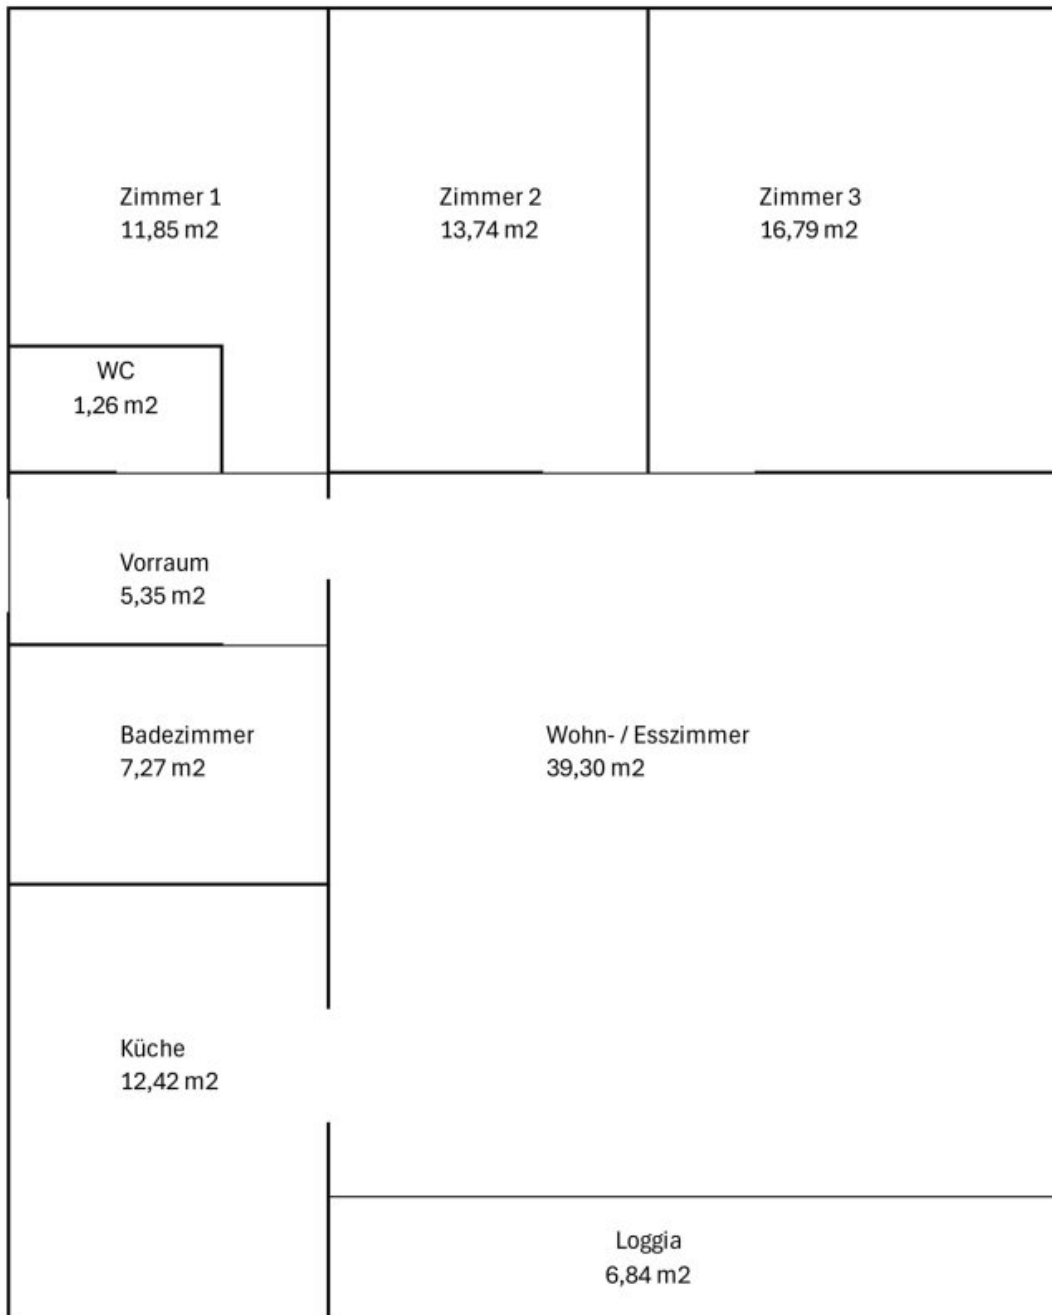 Zimmer 1
11,85 m2
Zimmer 2
13,74 m2
Zimmer 3
16,79 m2
WC
1,26 m2
Vorraum
5,35 m2
Badezimmer
7,27 m2
Wohn- / Esszimmer
39,30 m2
Küche
12,42 m2
Loggia
6,84 m2